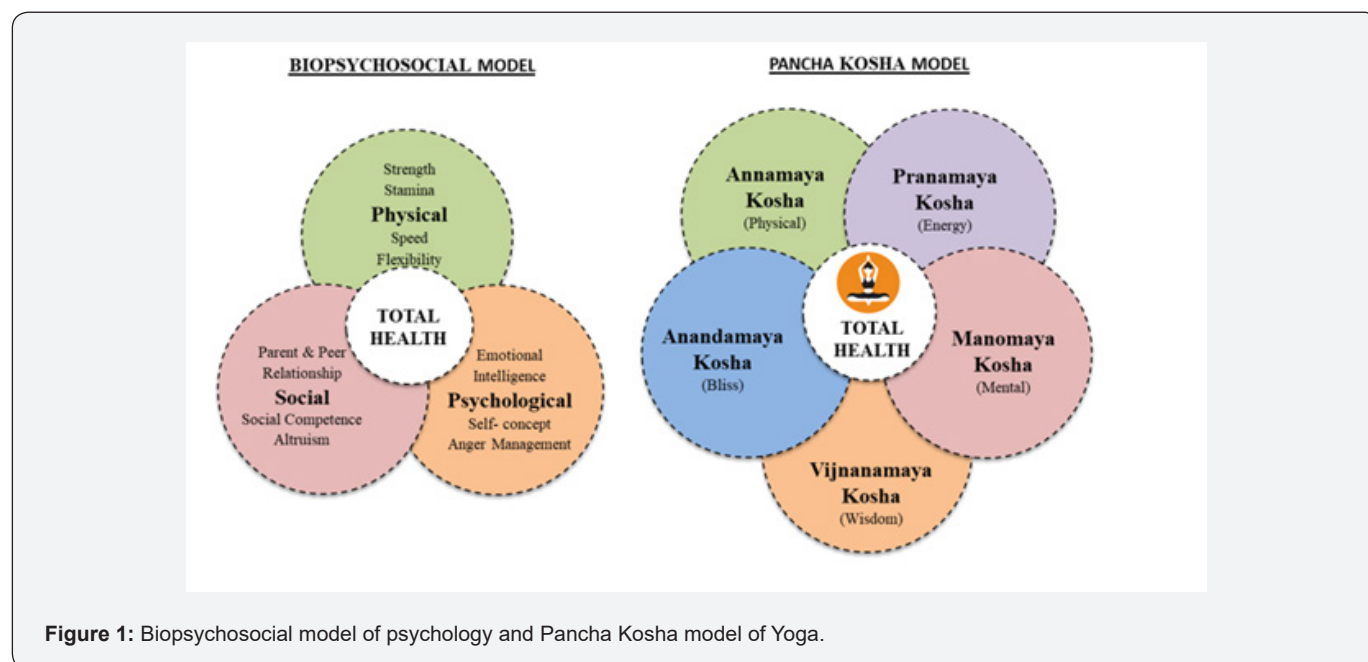 BIOPSYCHOSOCIAL MODEL
Strength
Stamina
Physical
Speed
Flexibility
TOTAL
HEALTH
Parent & Peer
Relationship
Social
Social Competence
Altruism
Emotional
Intelligence
Psychological
Self- concept
Anger Management
PANCHA KOSHA MODEL
Annamaya
Kosha
(Physical)
Pranamaya
Kosha
(Energy)
Anandamaya
Kosha
(Bliss)
TOTAL
HEALTH
Manomaya
Kosha
(Mental)
Vijnanamaya
Kosha
(Wisdom)
Figure 1: Biopsychosocial model of psychology and Pancha Kosha model of Yoga.